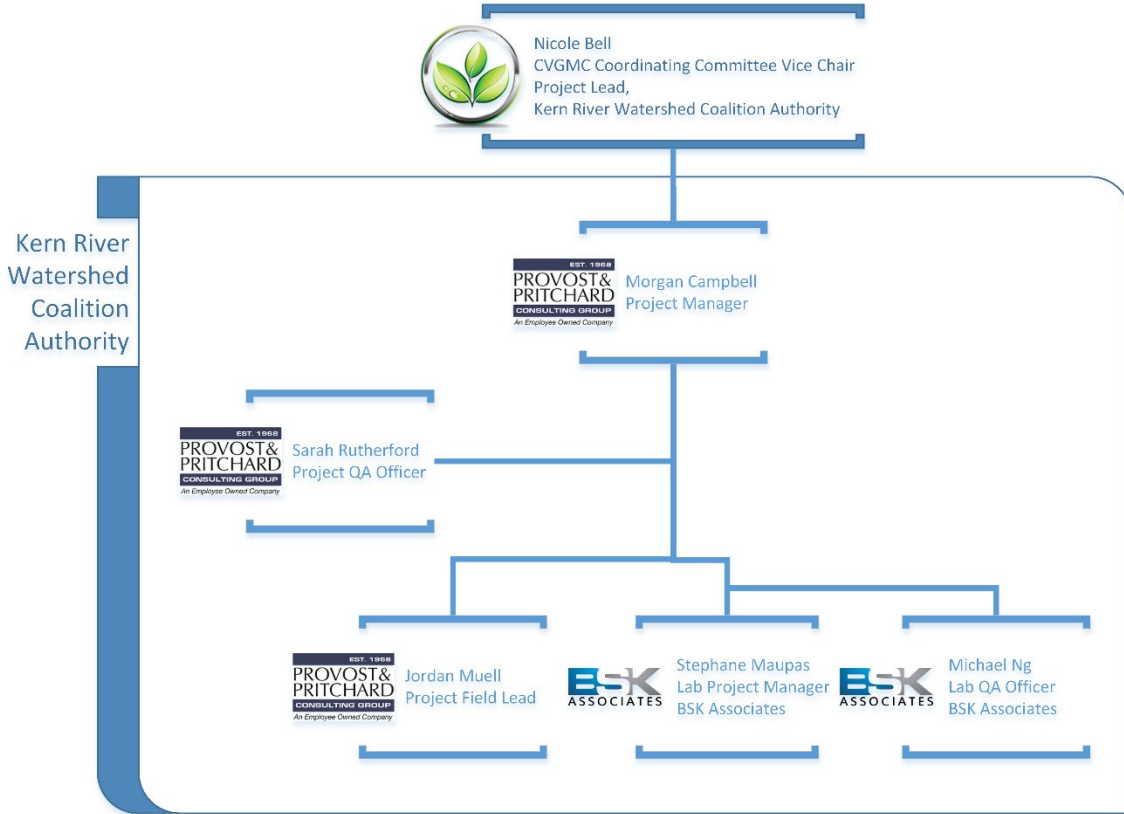 Nicole Bell
CVGMC Coordinating Committee Vice Chair
Project Lead,
Kern River Watershed Coalition Authority
Kern River
Watershed
Coalition
Authority
EST. 1968
PROVOST&
PRITCHARD
CONSULTING GROUP
An Employee Owned Company
Morgan Campbell
Project Manager
EST. 1968
PROVOST&
PRITCHARD
CONSULTING GROUP
An Employee Owned Company
Sarah Rutherford
Project QA Officer
EST. 1968
PROVOST&
PRITCHARD
CONSULTING GROUP
An Employee Owned Company
Jordan Muell
Project Field Lead
BSK
ASSOCIATES
Stephane Maupas
Lab Project Manager
BSK Associates
BSK
ASSOCIATES
Michael Ng
Lab QA Officer
BSK Associates